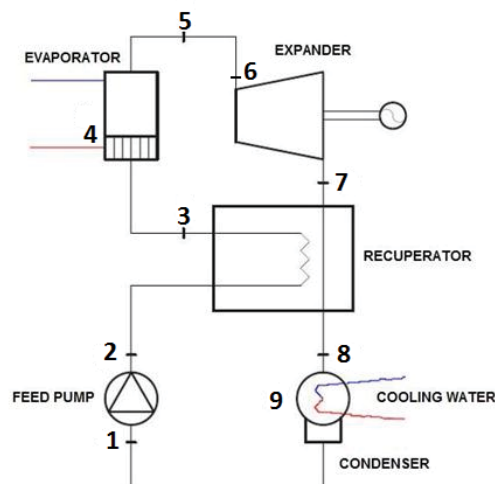 5
EVAPORATOR
EXPANDER
6
4
7
3
RECUPERATOR
2
8
FEED PUMP
9
COOLING WATER
1
CONDENSER